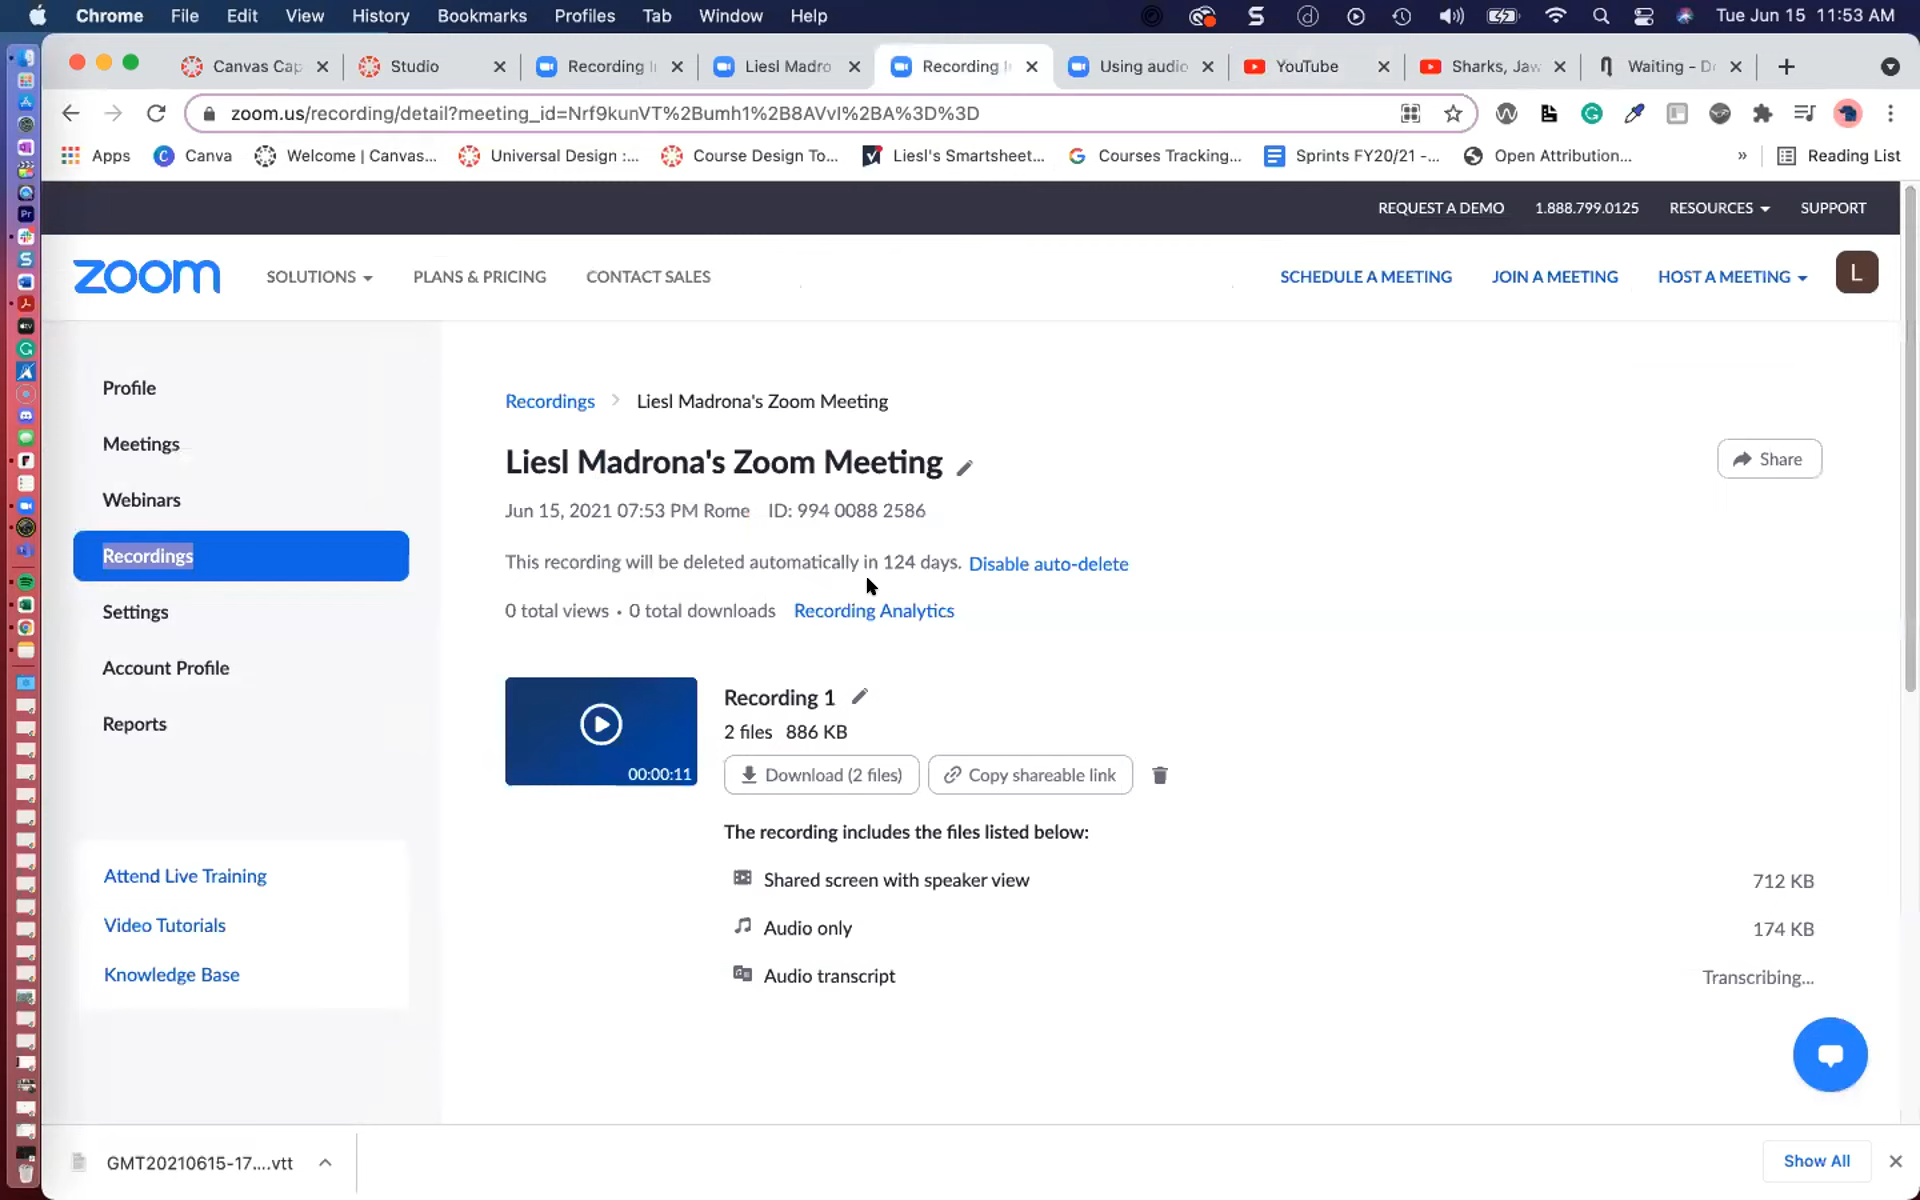 Chrome File Edit View History Bookmarks Profiles Tab Window Help Tue Jun 15 11:53 AM
Canvas Cap Studio Recording I Liesl Madro Recording I Using audio YouTube Sharks, Jaw Waiting - D
zoom.us/recording/detail?meeting_id=Nrf9kunVT%2Bumh1%2B8AVvI%2BA%3D%3D
Apps Canva Welcome | Canvas... Universal Design :... Course Design To... Liesl's Smartsheet... Courses Tracking,... Sprints FY20/21 -... Open Attribution... » Reading List
REQUEST A DEMO 1.888.799.0125 RESOURCES SUPPORT
zoom SOLUTIONS PLANS & PRICING CONTACT SALES SCHEDULE A MEETING JOIN A MEETING HOST A MEETING L
Profile
Meetings
Webinars
Recordings
Settings
Account Profile
Reports
Attend Live Training
Video Tutorials
Knowledge Base
Recordings > Liesl Madrona's Zoom Meeting
Liesl Madrona's Zoom Meeting
Share
Jun 15, 2021 07:53 PM Rome ID: 994 0088 2586
This recording will be deleted automatically in 124 days. Disable auto-delete
0 total views • 0 total downloads Recording Analytics
00:00:11
Recording 1
2 files 886 KB
Download (2 files) Copy shareable link
The recording includes the files listed below:
Shared screen with speaker view 712 KB
Audio only 174 KB
Audio transcript Transcribing...
GMT20210615-17....vtt
Show All